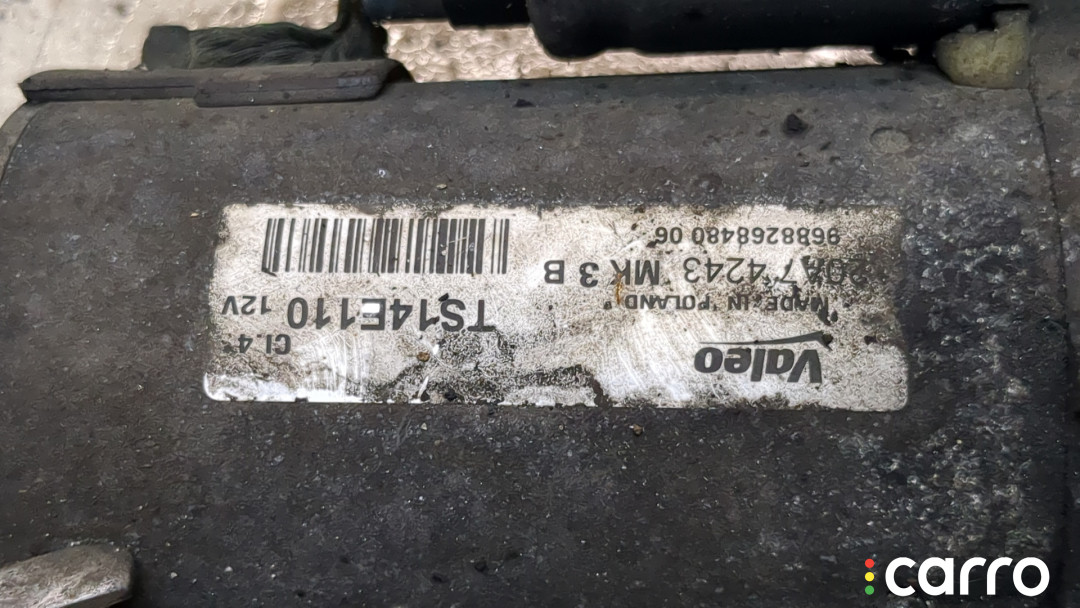 Valeo
Cl.4
"MADE IN POLAND"
TS14E110 12V
4243 MK 3 B
9688268480 06
carro